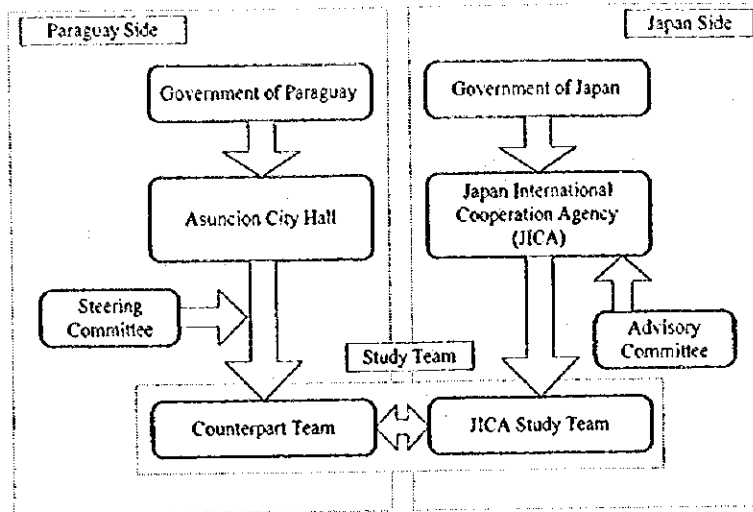 Paraguay Side
Japan Side
Government of Paraguay
Government of Japan
Asuncion City Hall
Japan International
Cooperation Agency
(JICA)
Steering
Committee
Advisory
Committee
Study Team
Counterpart Team
JICA Study Team